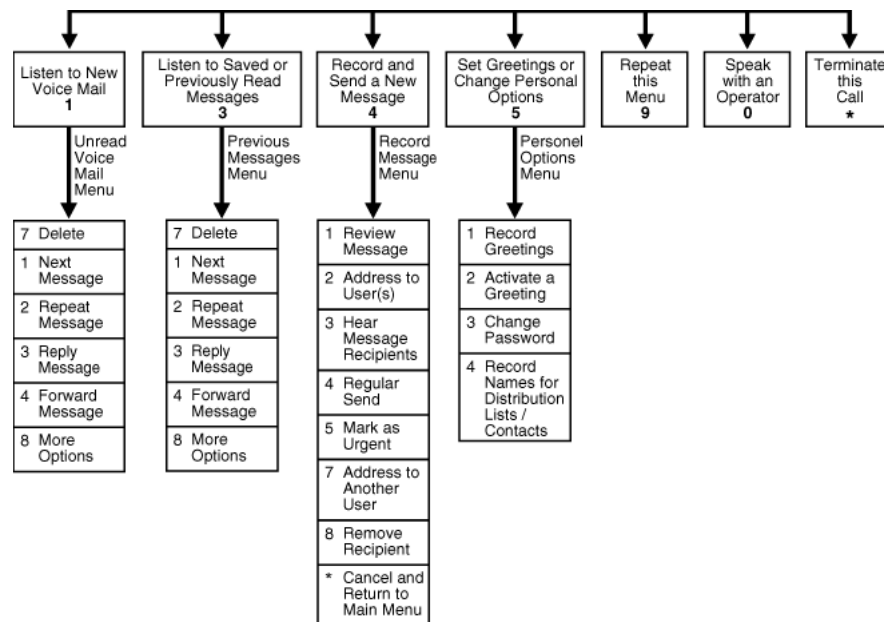 Listen to New
Voice Mail
1
Listen to Saved or
Previously Read
Messages
3
Record and
Send a New
Message
4
Set Greetings or
Change Personal
Options
5
Repeat
this
Menu
9
Speak
with an
Operator
0
Terminate
this
Call
*
Unread
Voice
Mail
Menu
Previous
Messages
Menu
Record
Message
Menu
Personel
Options
Menu
7 Delete
1 Next
Message
2 Repeat
Message
3 Reply
Message
4 Forward
Message
8 More
Options
7 Delete
1 Next
Message
2 Repeat
Message
3 Reply
Message
4 Forward
Message
8 More
Options
1 Review
Message
2 Address to
User(s)
3 Hear
Message
Recipients
4 Regular
Send
5 Mark as
Urgent
7 Address to
Another
User
8 Remove
Recipient
* Cancel and
Return to
Main Menu
1 Record
Greetings
2 Activate a
Greeting
3 Change
Password
4 Record
Names for
Distribution
Lists /
Contacts